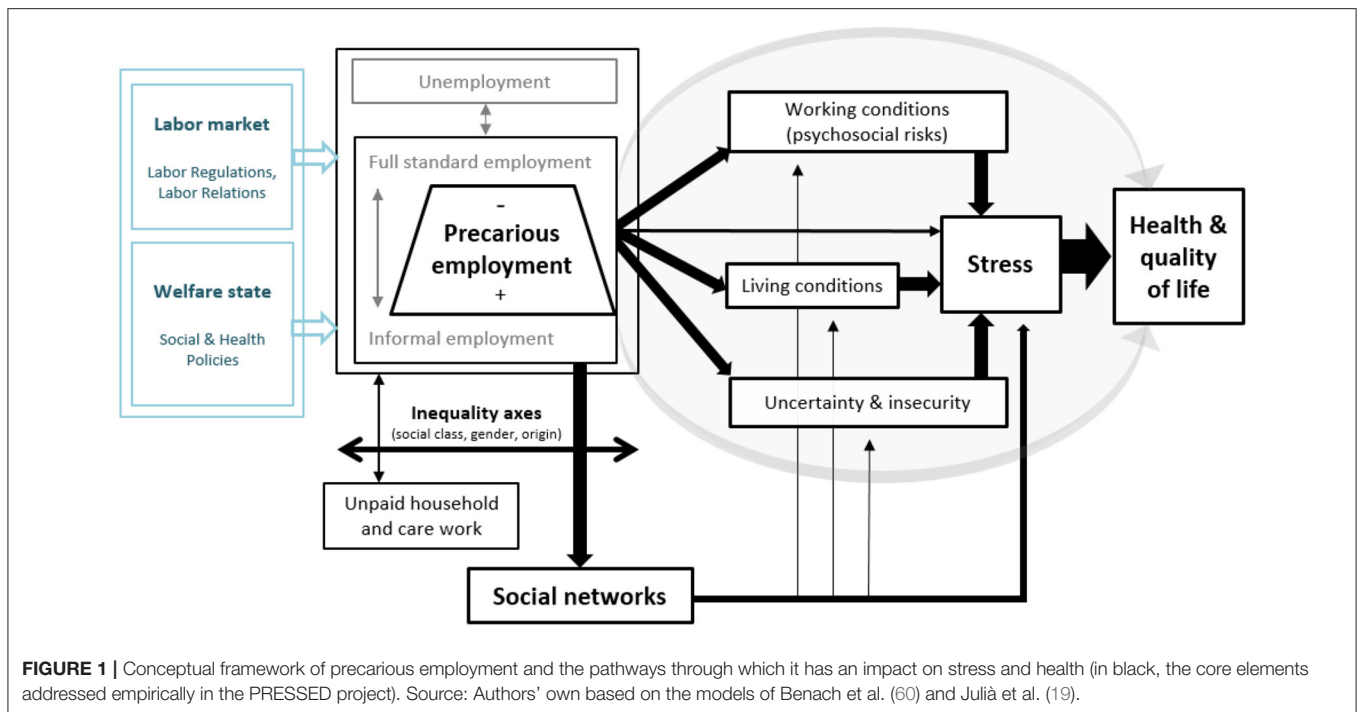 Labor market
Labor Regulations,
Labor Relations
Welfare state
Social & Health
Policies
Unemployment
Full standard employment
-
Precarious
employment
+
Informal employment
Inequality axes
(social class, gender, origin)
Unpaid household
and care work
Social networks
Working conditions
(psychosocial risks)
Living conditions
Uncertainty & insecurity
Stress
Health &
quality
of life
FIGURE 1 | Conceptual framework of precarious employment and the pathways through which it has an impact on stress and health (in black, the core elements
addressed empirically in the PRESSED project). Source: Authors' own based on the models of Benach et al. (60) and Julià et al. (19).